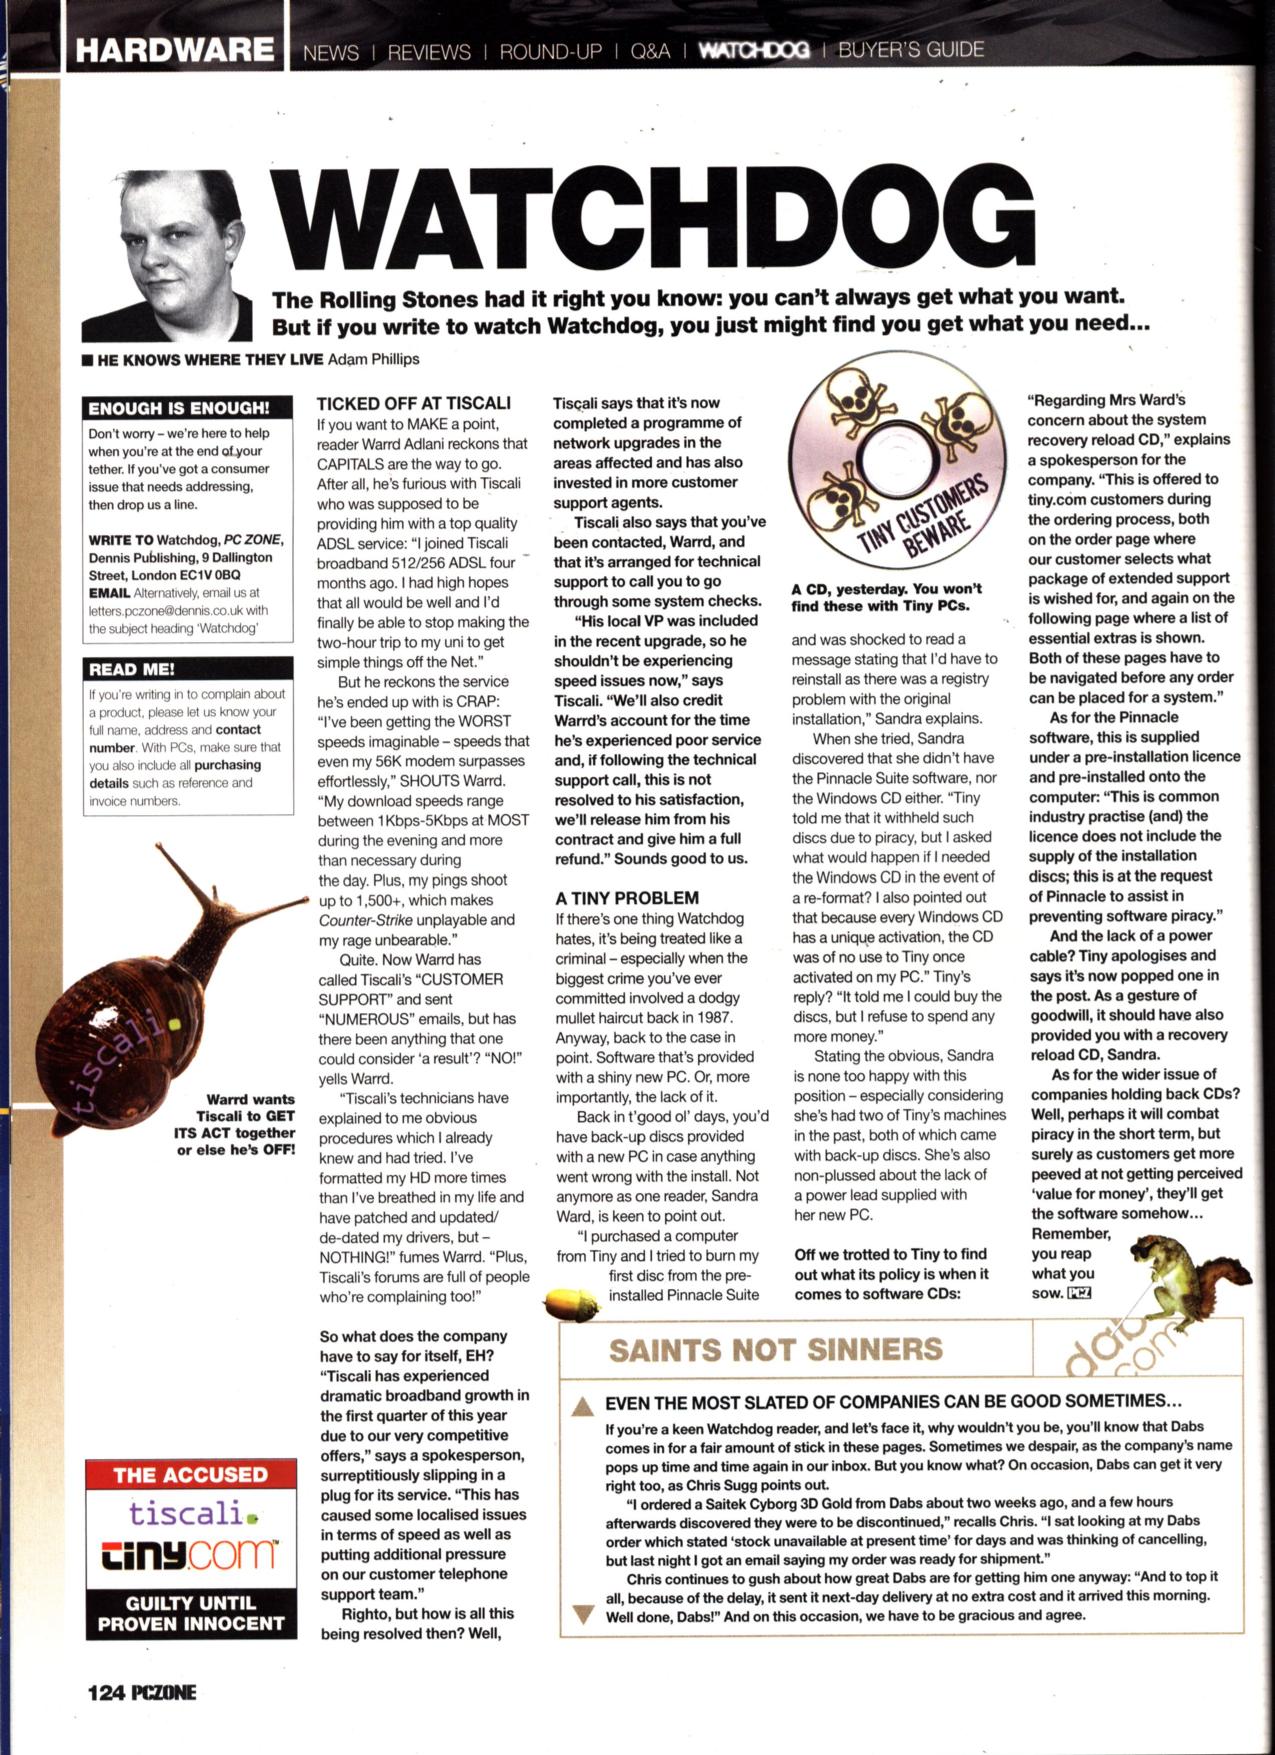 HARDWARE
NEWS | REVIEWS | ROUND-UP | Q&A | WATCHDOG | BUYER'S GUIDE
WATCHDOG
The Rolling Stones had it right you know: you can't always get what you want.
But if you write to watch Watchdog, you just might find you get what you need...
■ HE KNOWS WHERE THEY LIVE Adam Phillips
ENOUGH IS ENOUGH!
Don't worry – we're here to help
when you're at the end of your
tether. If you've got a consumer
issue that needs addressing,
then drop us a line.
WRITE TO Watchdog, PC ZONE,
Dennis Publishing, 9 Dallington
Street, London EC1V 0BQ
EMAIL Alternatively, email us at
letters.pczone@dennis.co.uk with
the subject heading 'Watchdog'
READ ME!
If you're writing in to complain about
a product, please let us know your
full name, address and contact
number. With PCs, make sure that
you also include all purchasing
details such as reference and
invoice numbers.
tiscali.
Warrd wants
Tiscali to GET
ITS ACT together
or else he's OFF!
THE ACCUSED
tiscali.
tiny.com™
GUILTY UNTIL
PROVEN INNOCENT
TICKED OFF AT TISCALI
If you want to MAKE a point,
reader Warrd Adlani reckons that
CAPITALS are the way to go.
After all, he's furious with Tiscali
who was supposed to be
providing him with a top quality
ADSL service: "I joined Tiscali
broadband 512/256 ADSL four
months ago. I had high hopes
that all would be well and I'd
finally be able to stop making the
two-hour trip to my uni to get
simple things off the Net."
But he reckons the service
he's ended up with is CRAP:
"I've been getting the WORST
speeds imaginable – speeds that
even my 56K modem surpasses
effortlessly," SHOUTS Warrd.
"My download speeds range
between 1Kbps-5Kbps at MOST
during the evening and more
than necessary during
the day. Plus, my pings shoot
up to 1,500+, which makes
Counter-Strike unplayable and
my rage unbearable."
Quite. Now Warrd has
called Tiscali's "CUSTOMER
SUPPORT" and sent
"NUMEROUS" emails, but has
there been anything that one
could consider 'a result'? "NO!"
yells Warrd.
"Tiscali's technicians have
explained to me obvious
procedures which I already
knew and had tried. I've
formatted my HD more times
than I've breathed in my life and
have patched and updated/
de-dated my drivers, but –
NOTHING!" fumes Warrd. "Plus,
Tiscali's forums are full of people
who're complaining too!"
So what does the company
have to say for itself, EH?
"Tiscali has experienced
dramatic broadband growth in
the first quarter of this year
due to our very competitive
offers," says a spokesperson,
surreptitiously slipping in a
plug for its service. "This has
caused some localised issues
in terms of speed as well as
putting additional pressure
on our customer telephone
support team."
Righto, but how is all this
being resolved then? Well,
Tiscali says that it's now
completed a programme of
network upgrades in the
areas affected and has also
invested in more customer
support agents.
Tiscali also says that you've
been contacted, Warrd, and
that it's arranged for technical
support to call you to go
through some system checks.
"His local VP was included
in the recent upgrade, so he
shouldn't be experiencing
speed issues now," says
Tiscali. "We'll also credit
Warrd's account for the time
he's experienced poor service
and, if following the technical
support call, this is not
resolved to his satisfaction,
we'll release him from his
contract and give him a full
refund." Sounds good to us.
A TINY PROBLEM
If there's one thing Watchdog
hates, it's being treated like a
criminal – especially when the
biggest crime you've ever
committed involved a dodgy
mullet haircut back in 1987.
Anyway, back to the case in
point. Software that's provided
with a shiny new PC. Or, more
importantly, the lack of it.
Back in t'good ol' days, you'd
have back-up discs provided
with a new PC in case anything
went wrong with the install. Not
anymore as one reader, Sandra
Ward, is keen to point out.
"I purchased a computer
from Tiny and I tried to burn my
first disc from the pre-
installed Pinnacle Suite
TINY CUSTOMERS
BEWARE
A CD, yesterday. You won't
find these with Tiny PCs.
and was shocked to read a
message stating that I'd have to
reinstall as there was a registry
problem with the original
installation," Sandra explains.
When she tried, Sandra
discovered that she didn't have
the Pinnacle Suite software, nor
the Windows CD either. "Tiny
told me that it withheld such
discs due to piracy, but I asked
what would happen if I needed
the Windows CD in the event of
a re-format? I also pointed out
that because every Windows CD
has a unique activation, the CD
was of no use to Tiny once
activated on my PC." Tiny's
reply? "It told me I could buy the
discs, but I refuse to spend any
more money."
Stating the obvious, Sandra
is none too happy with this
position – especially considering
she's had two of Tiny's machines
in the past, both of which came
with back-up discs. She's also
non-plussed about the lack of
a power lead supplied with
her new PC.
Off we trotted to Tiny to find
out what its policy is when it
comes to software CDs:
"Regarding Mrs Ward's
concern about the system
recovery reload CD," explains
a spokesperson for the
company. "This is offered to
tiny.com customers during
the ordering process, both
on the order page where
our customer selects what
package of extended support
is wished for, and again on the
following page where a list of
essential extras is shown.
Both of these pages have to
be navigated before any order
can be placed for a system."
As for the Pinnacle
software, this is supplied
under a pre-installation licence
and pre-installed onto the
computer: "This is common
industry practise (and) the
licence does not include the
supply of the installation
discs; this is at the request
of Pinnacle to assist in
preventing software piracy."
And the lack of a power
cable? Tiny apologises and
says it's now popped one in
the post. As a gesture of
goodwill, it should have also
provided you with a recovery
reload CD, Sandra.
As for the wider issue of
companies holding back CDs?
Well, perhaps it will combat
piracy in the short term, but
surely as customers get more
peeved at not getting perceived
'value for money', they'll get
the software somehow...
Remember,
you reap
what you
sow. PCZ
SAINTS NOT SINNERS
dabs
.com
EVEN THE MOST SLATED OF COMPANIES CAN BE GOOD SOMETIMES...
If you're a keen Watchdog reader, and let's face it, why wouldn't you be, you'll know that Dabs
comes in for a fair amount of stick in these pages. Sometimes we despair, as the company's name
pops up time and time again in our inbox. But you know what? On occasion, Dabs can get it very
right too, as Chris Sugg points out.
"I ordered a Saitek Cyborg 3D Gold from Dabs about two weeks ago, and a few hours
afterwards discovered they were to be discontinued," recalls Chris. "I sat looking at my Dabs
order which stated 'stock unavailable at present time' for days and was thinking of cancelling,
but last night I got an email saying my order was ready for shipment."
Chris continues to gush about how great Dabs are for getting him one anyway: "And to top it
all, because of the delay, it sent it next-day delivery at no extra cost and it arrived this morning.
Well done, Dabs!" And on this occasion, we have to be gracious and agree.
124 PCZONE